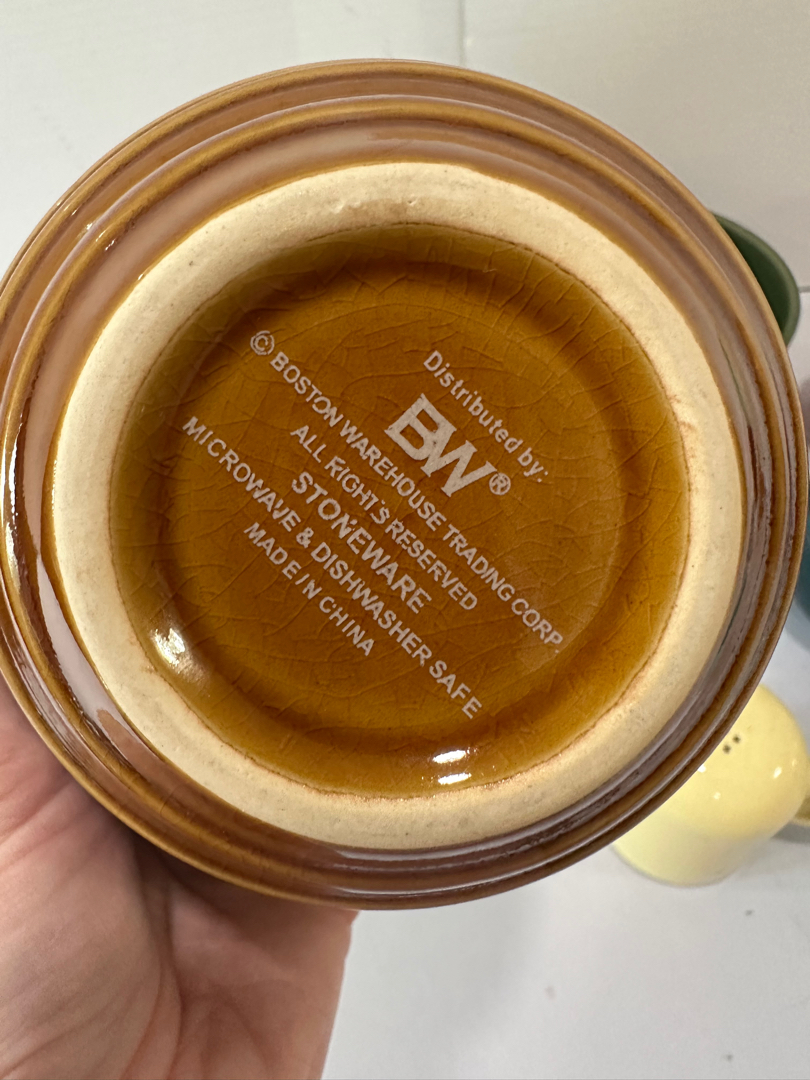 Distributed by:
BW®
© BOSTON WAREHOUSE TRADING CORP
ALL RIGHTS RESERVED
STONEWARE
MICROWAVE & DISHWASHER SAFE
MADE IN CHINA